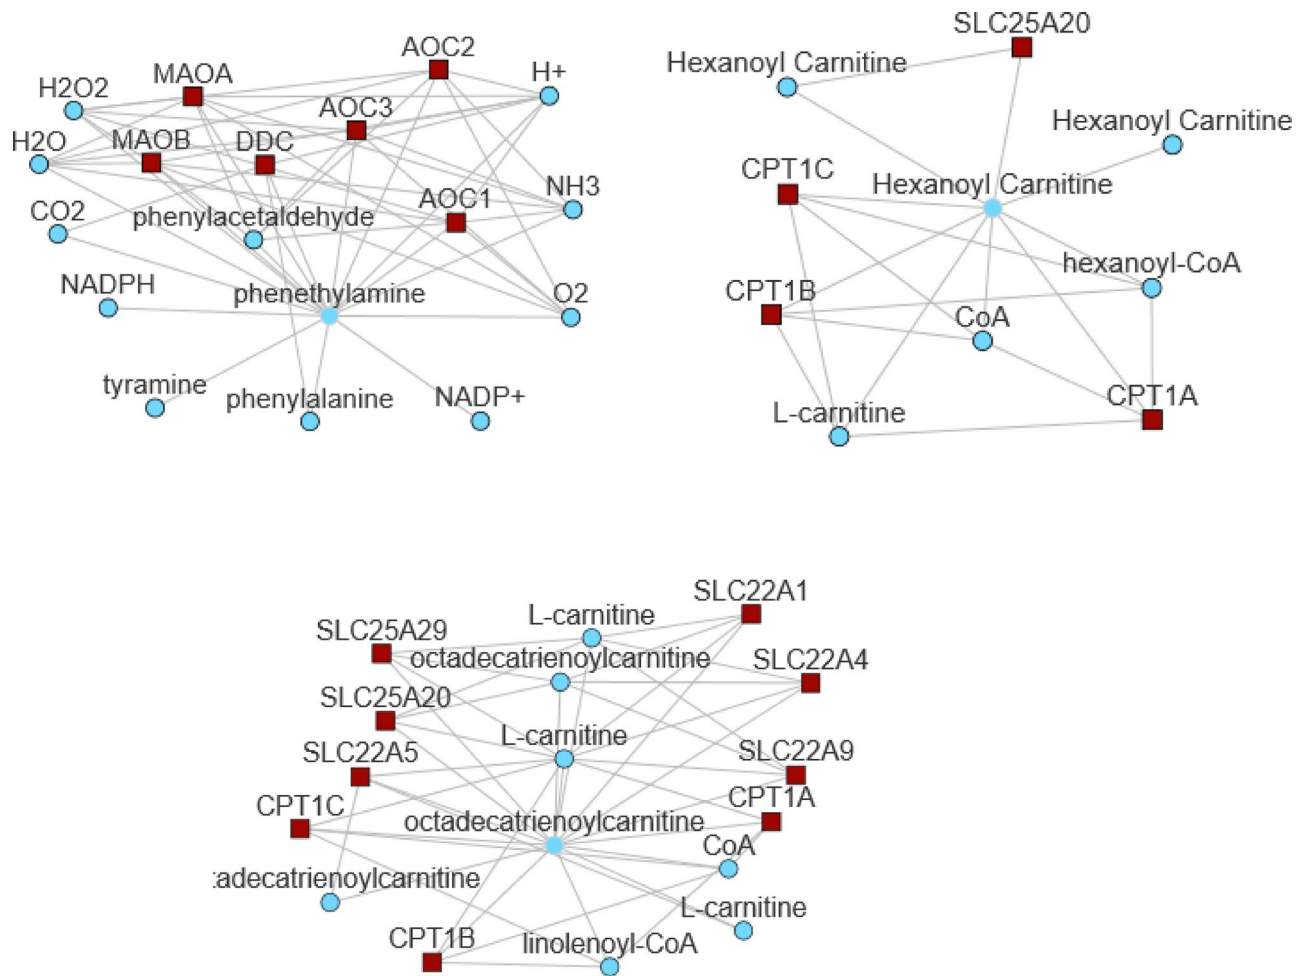 AOC2
H+
MAOA
H2O2
AOC3
H2O
MAOB
DDC
NH3
AOC1
CO2
phenylacetaldehyde
NADPH
phenethylamine
O2
tyramine
phenylalanine
NADP+
SLC25A20
Hexanoyl Carnitine
Hexanoyl Carnitine
CPT1C
Hexanoyl Carnitine
hexanoyl-CoA
CPT1B
CoA
CPT1A
L-carnitine
SLC22A1
L-carnitine
SLC25A29
octadecatrienoylcarnitine
SLC22A4
SLC25A20
L-carnitine
SLC22A5
SLC22A9
CPT1C
CPT1A
octadecatrienoylcarnitine
CoA
tadecatrienoylcarnitine
L-carnitine
CPT1B
linolenoyl-CoA